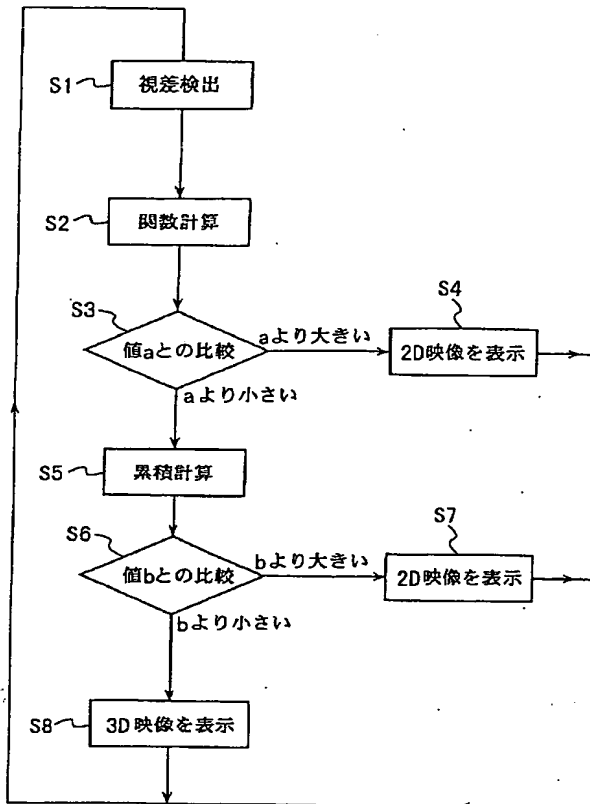 S1
視差検出
S2
関数計算
S3
値aとの比較
aより大きい
S4
2D映像を表示
aより小さい
S5
累積計算
S6
値bとの比較
bより大きい
S7
2D映像を表示
bより小さい
S8
3D映像を表示